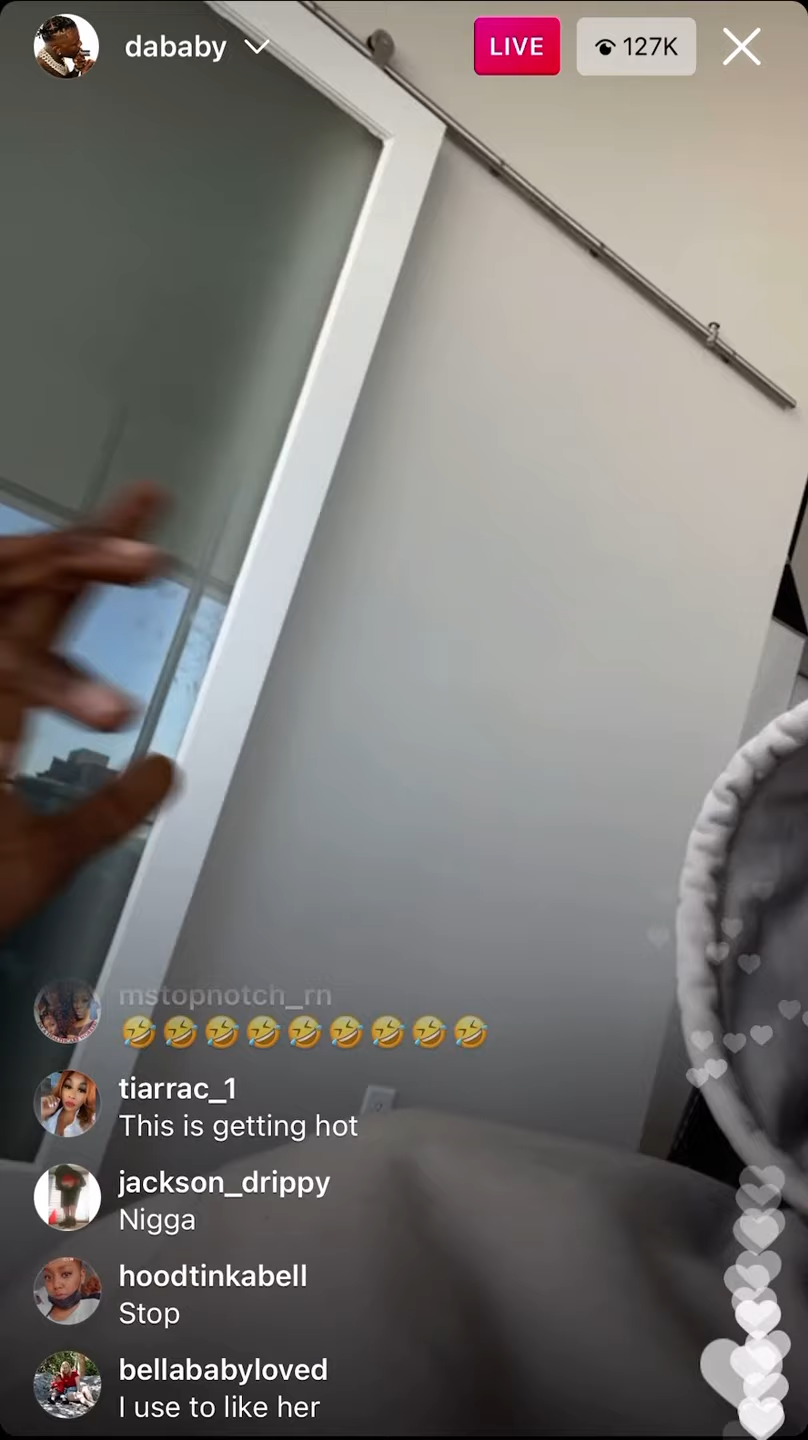 dababy
LIVE
127K
mstopnotch_rn
🤣🤣🤣🤣🤣🤣🤣🤣🤣
tiarrac_1
This is getting hot
jackson_drippy
Nigga
hoodtinkabell
Stop
bellababyloved
I use to like her